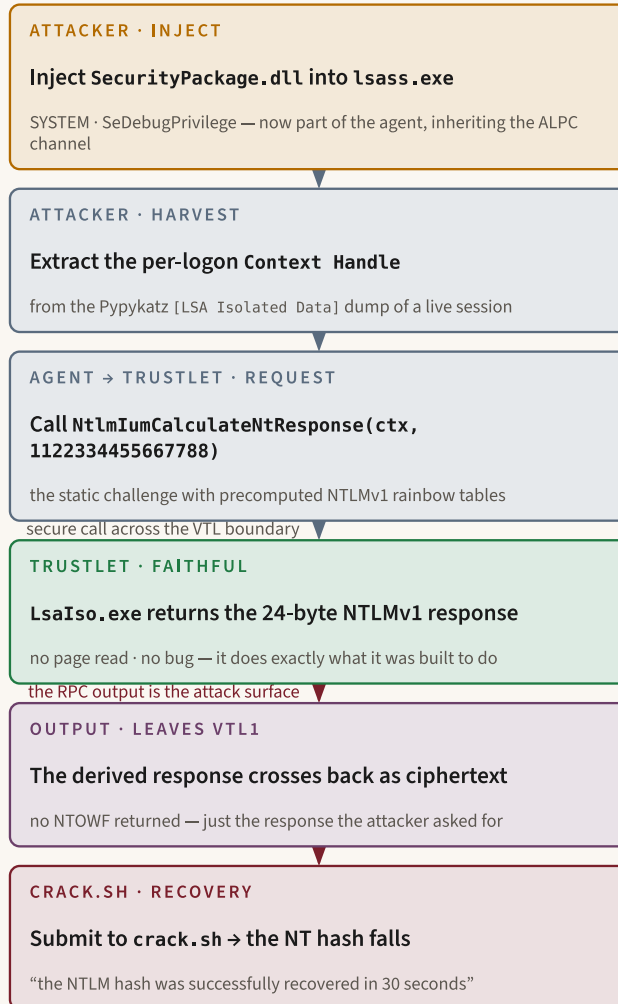 ATTACKER · INJECT
Inject SecurityPackage.dll into lsass.exe
SYSTEM · SeDebugPrivilege — now part of the agent, inheriting the ALPC
channel
ATTACKER · HARVEST
Extract the per-logon Context Handle
from the Pypykatz [LSA Isolated Data] dump of a live session
AGENT → TRUSTLET · REQUEST
Call NtlmIumCalculateNtResponse(ctx,
1122334455667788)
the static challenge with precomputed NTLMv1 rainbow tables
secure call across the VTL boundary
TRUSTLET · FAITHFUL
LsaIso.exe returns the 24-byte NTLMv1 response
no page read · no bug — it does exactly what it was built to do
the RPC output is the attack surface
OUTPUT · LEAVES VTL1
The derived response crosses back as ciphertext
no NTOWF returned — just the response the attacker asked for
CRACK.SH · RECOVERY
Submit to crack.sh → the NT hash falls
“the NTLM hash was successfully recovered in 30 seconds”